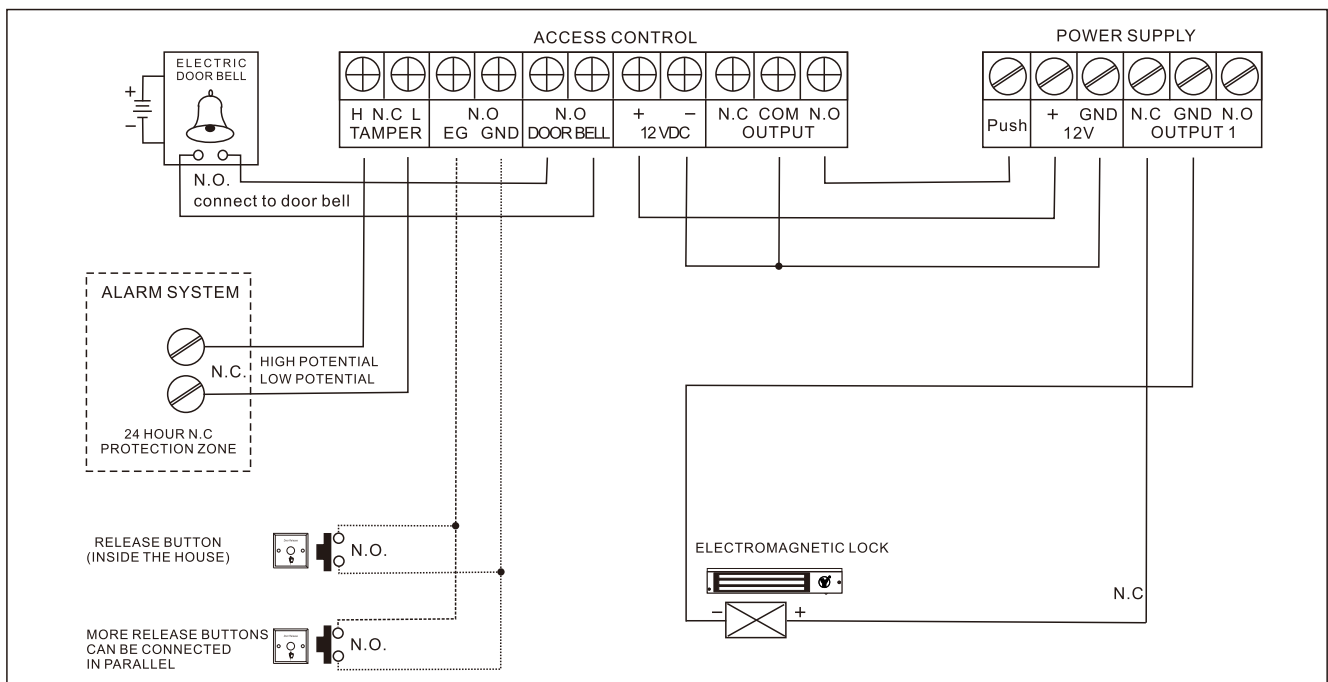 ACCESS CONTROL
POWER SUPPLY
ELECTRIC
DOOR BELL
+
−
H N.C L
TAMPER
N.O
EG GND
N.O
DOOR BELL
+ −
12 VDC
N.C COM N.O
OUTPUT
Push
+ GND
12V
N.C GND N.O
OUTPUT 1
N.O.
connect to door bell
ALARM SYSTEM
N.C.
HIGH POTENTIAL
LOW POTENTIAL
24 HOUR N.C
PROTECTION ZONE
RELEASE BUTTON
(INSIDE THE HOUSE)
N.O.
MORE RELEASE BUTTONS
CAN BE CONNECTED
IN PARALLEL
N.O.
ELECTROMAGNETIC LOCK
− +
N.C